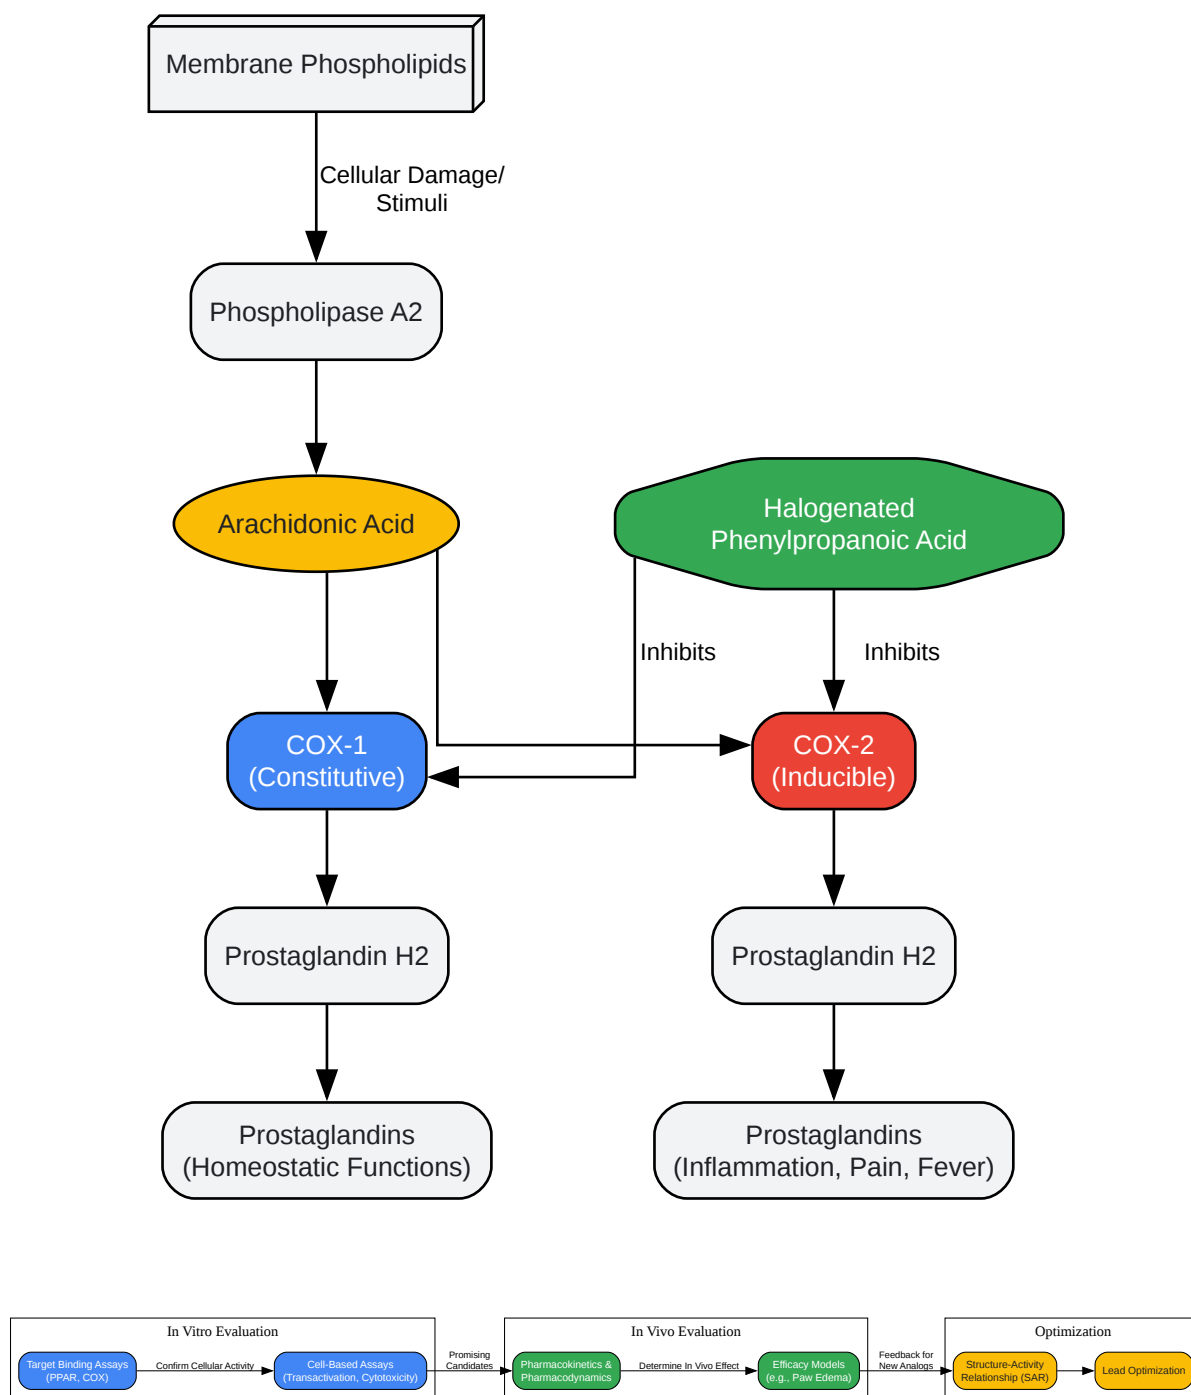 Membrane Phospholipids
Cellular Damage/
Stimuli
Phospholipase A2
Arachidonic Acid
Halogenated
Phenylpropanoic Acid
Inhibits
Inhibits
COX-1
(Constitutive)
COX-2
(Inducible)
Prostaglandin H2
Prostaglandin H2
Prostaglandins
(Homeostatic Functions)
Prostaglandins
(Inflammation, Pain, Fever)
In Vitro Evaluation
Target Binding Assays
(PPAR, COX)
Confirm Cellular Activity
Cell-Based Assays
(Transactivation, Cytotoxicity)
Promising
Candidates
In Vivo Evaluation
Pharmacokinetics &
Pharmacodynamics
Determine In Vivo Effect
Efficacy Models
(e.g., Paw Edema)
Feedback for
New Analogs
Optimization
Structure-Activity
Relationship (SAR)
Lead Optimization